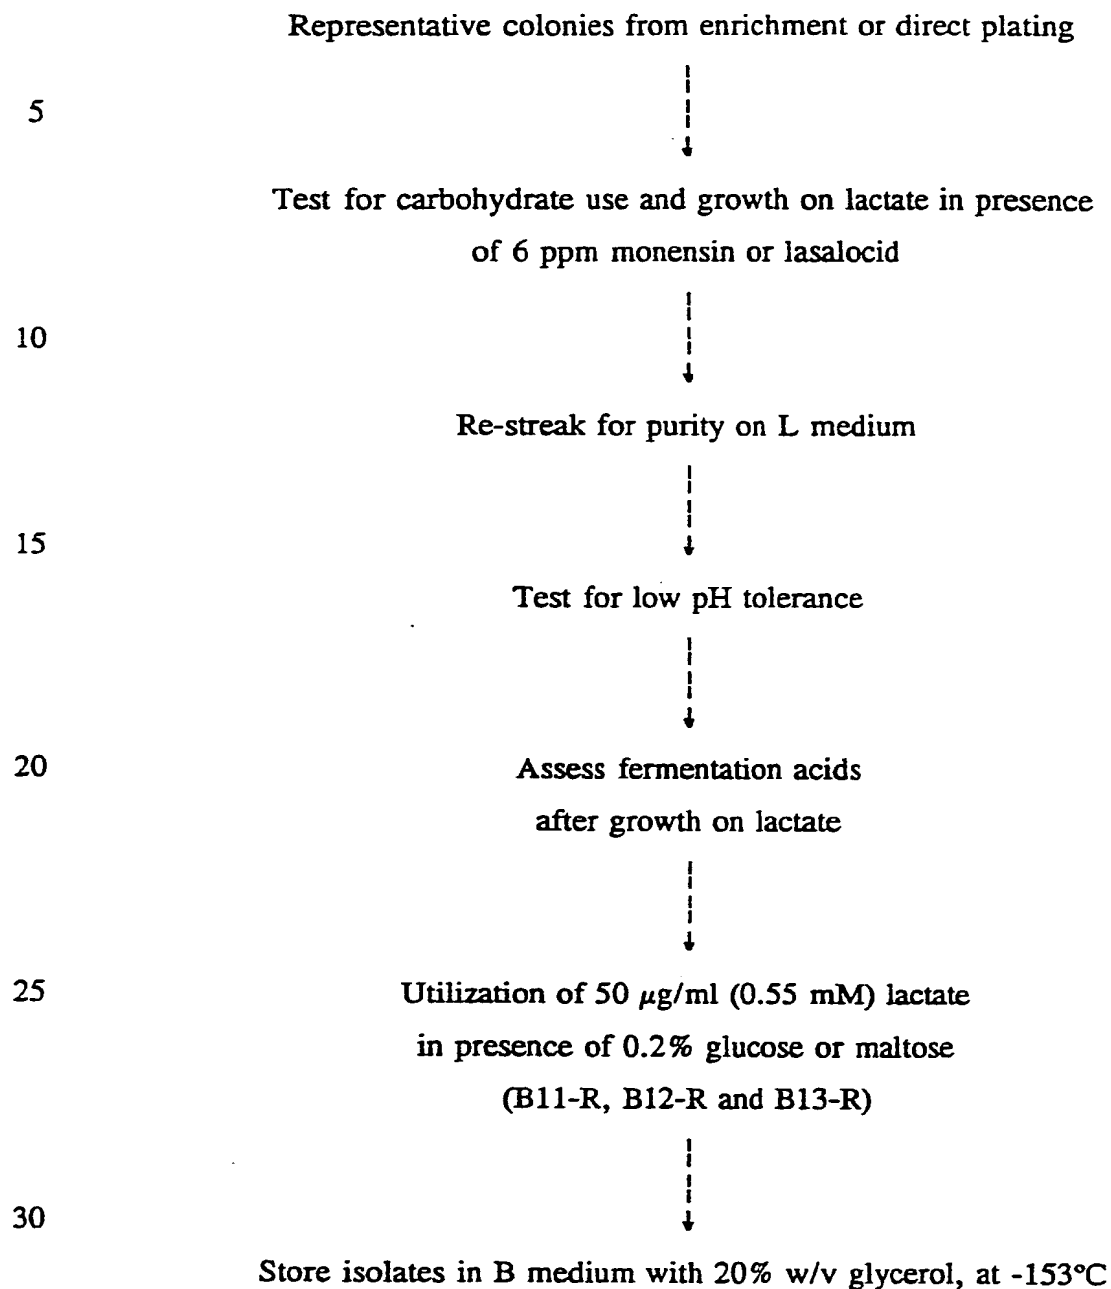 Representative colonies from enrichment or direct plating
5
Test for carbohydrate use and growth on lactate in presence
of 6 ppm monensin or lasalocid
10
Re-streak for purity on L medium
15
Test for low pH tolerance
20
Assess fermentation acids
after growth on lactate
25
Utilization of 50 μg/ml (0.55 mM) lactate
in presence of 0.2% glucose or maltose
(B11-R, B12-R and B13-R)
30
Store isolates in B medium with 20% w/v glycerol, at -153°C